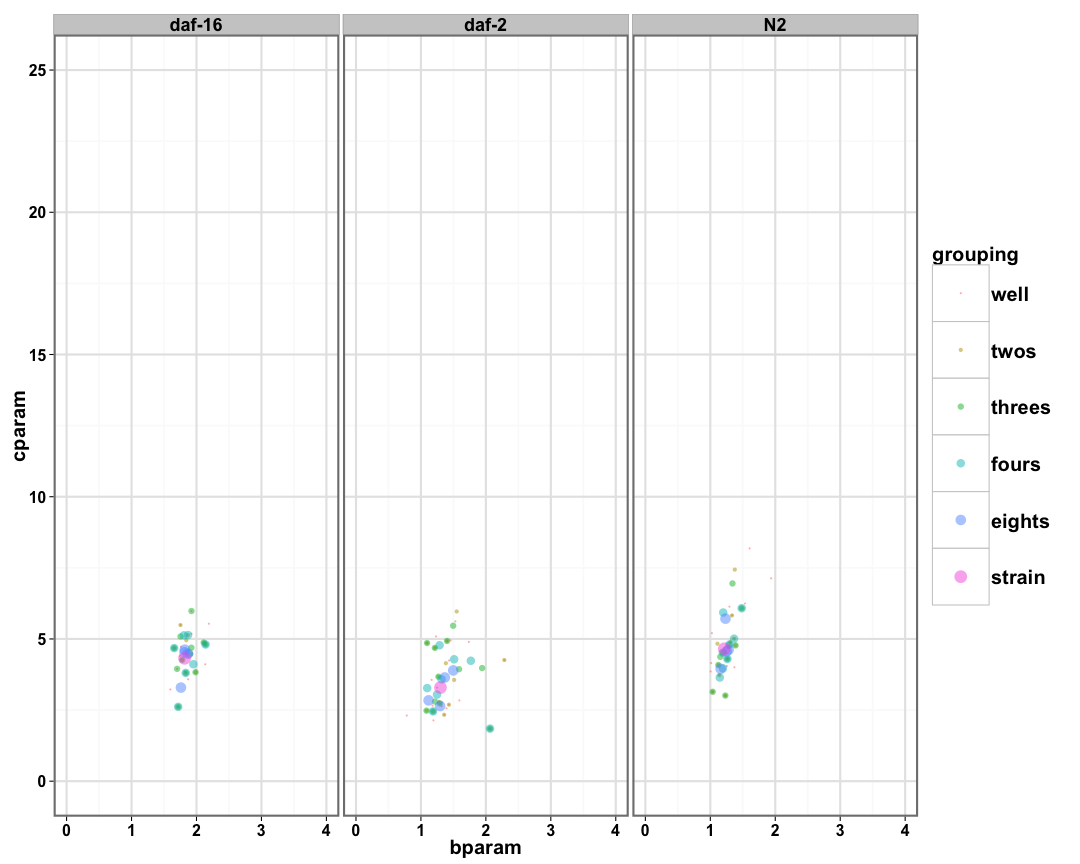 daf-16 daf-2 N2
25
20
15
10
5
0
cparam
0 1 2 3 4 0 1 2 3 4 0 1 2 3 4
bparam
grouping
well
twos
threes
fours
eights
strain